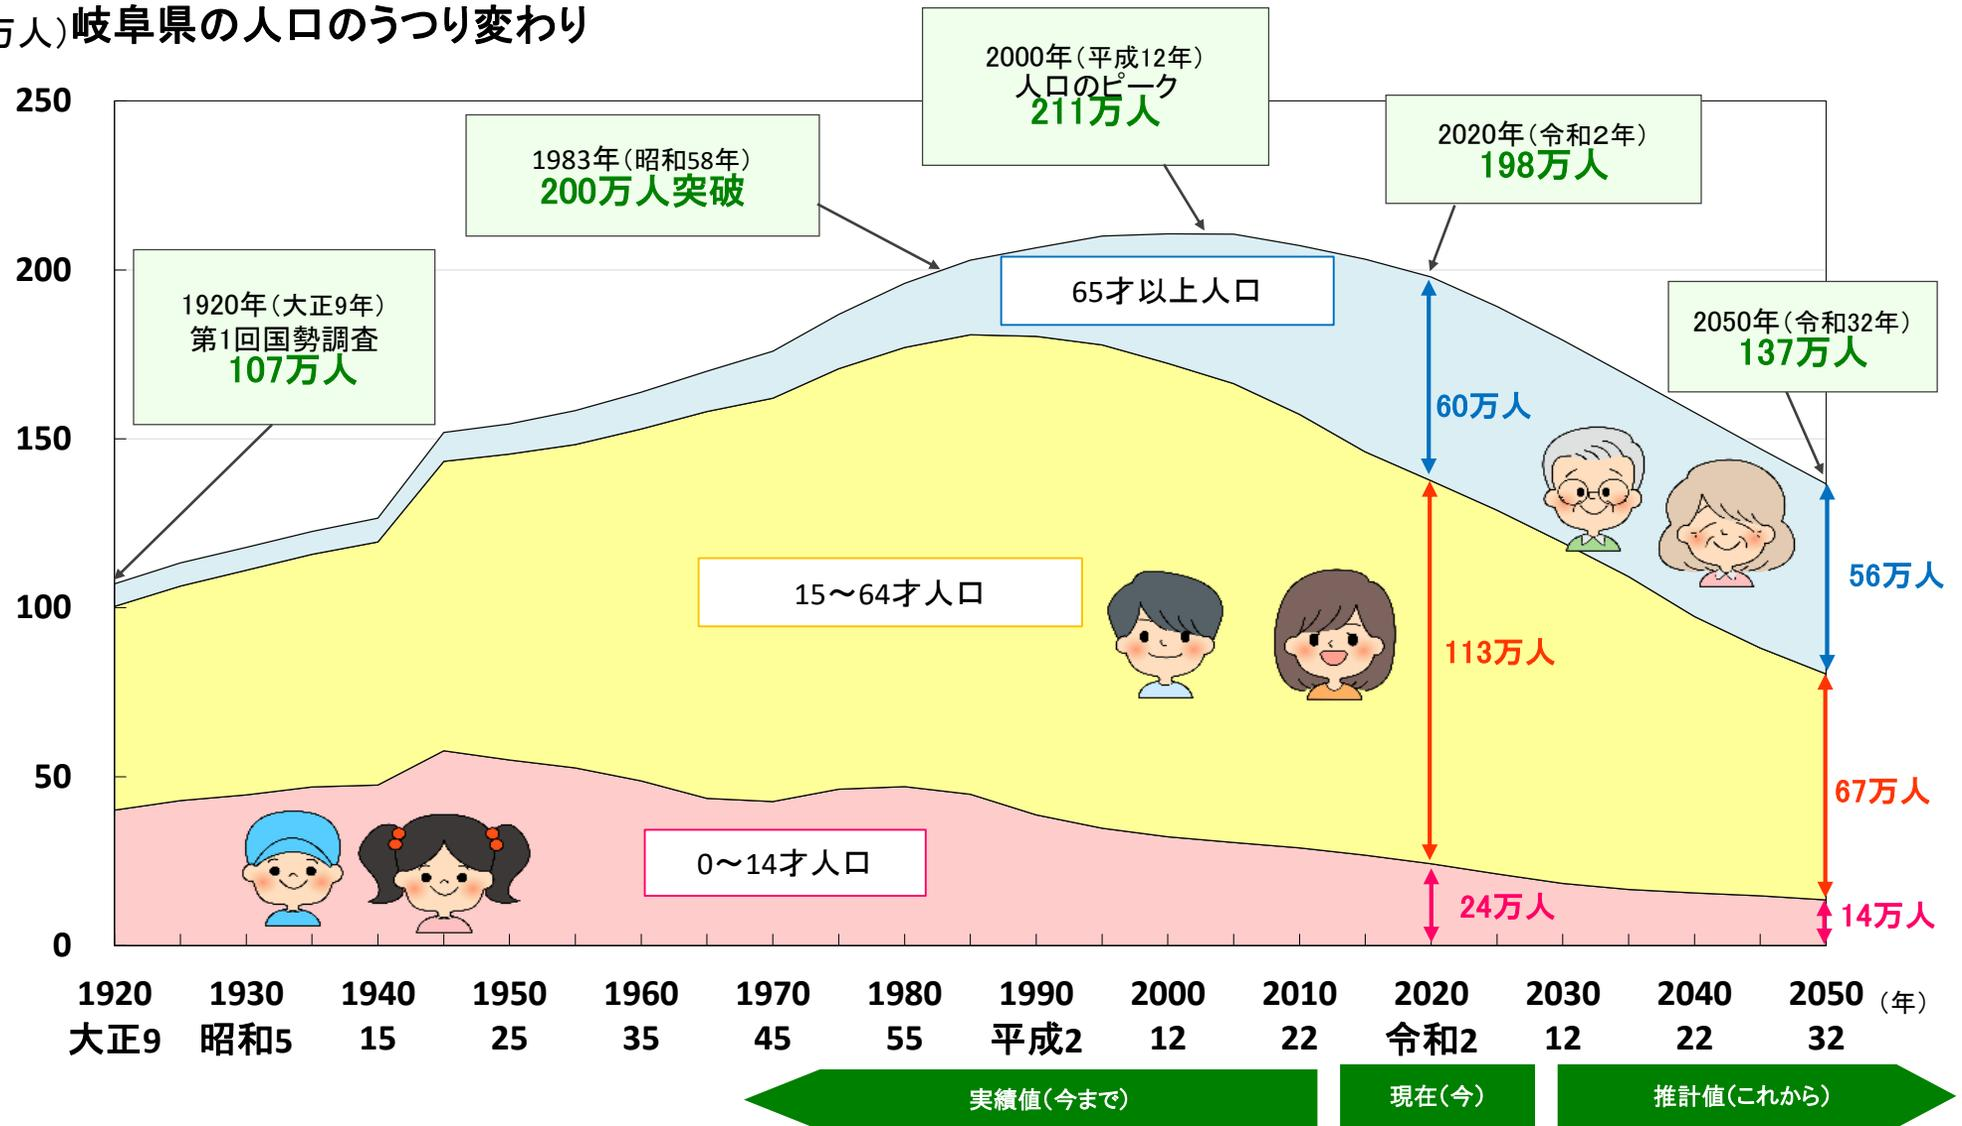 万人）岐阜県の人口のうつり変わり
2000年（平成12年）
人口のピーク
211万人
2020年（令和２年）
198万人
1983年（昭和58年）
200万人突破
1920年（大正9年）
第1回国勢調査
107万人
2050年（令和32年）
137万人
250
200
150
100
50
0
65才以上人口
15～64才人口
0～14才人口
60万人
113万人
24万人
56万人
67万人
14万人
1920 1930 1940 1950 1960 1970 1980 1990 2000 2010 2020 2030 2040 2050 （年）
大正9 昭和5 15 25 35 45 55 平成2 12 22 令和2 12 22 32
実績値（今まで） 現在（今） 推計値（これから）